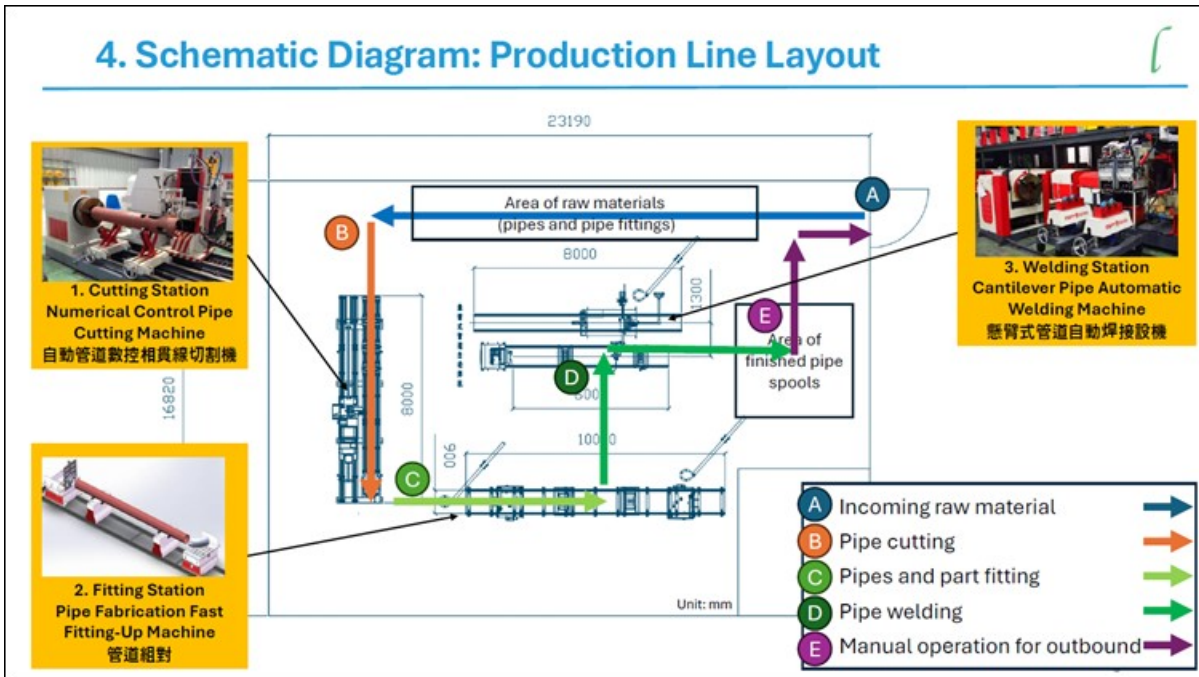 4. Schematic Diagram: Production Line Layout
23190
A
Area of raw materials
(pipes and pipe fittings)
B
8000
1300
1. Cutting Station
Numerical Control Pipe
Cutting Machine
自動管道數控相貫線切割機
3. Welding Station
Cantilever Pipe Automatic
Welding Machine
懸臂式管道自動焊接設機
E
Area of
finished pipe
spools
D
8000
16820
C
900
2. Fitting Station
Pipe Fabrication Fast
Fitting-Up Machine
管道組對
Unit: mm
A Incoming raw material
B Pipe cutting
C Pipes and part fitting
D Pipe welding
E Manual operation for outbound